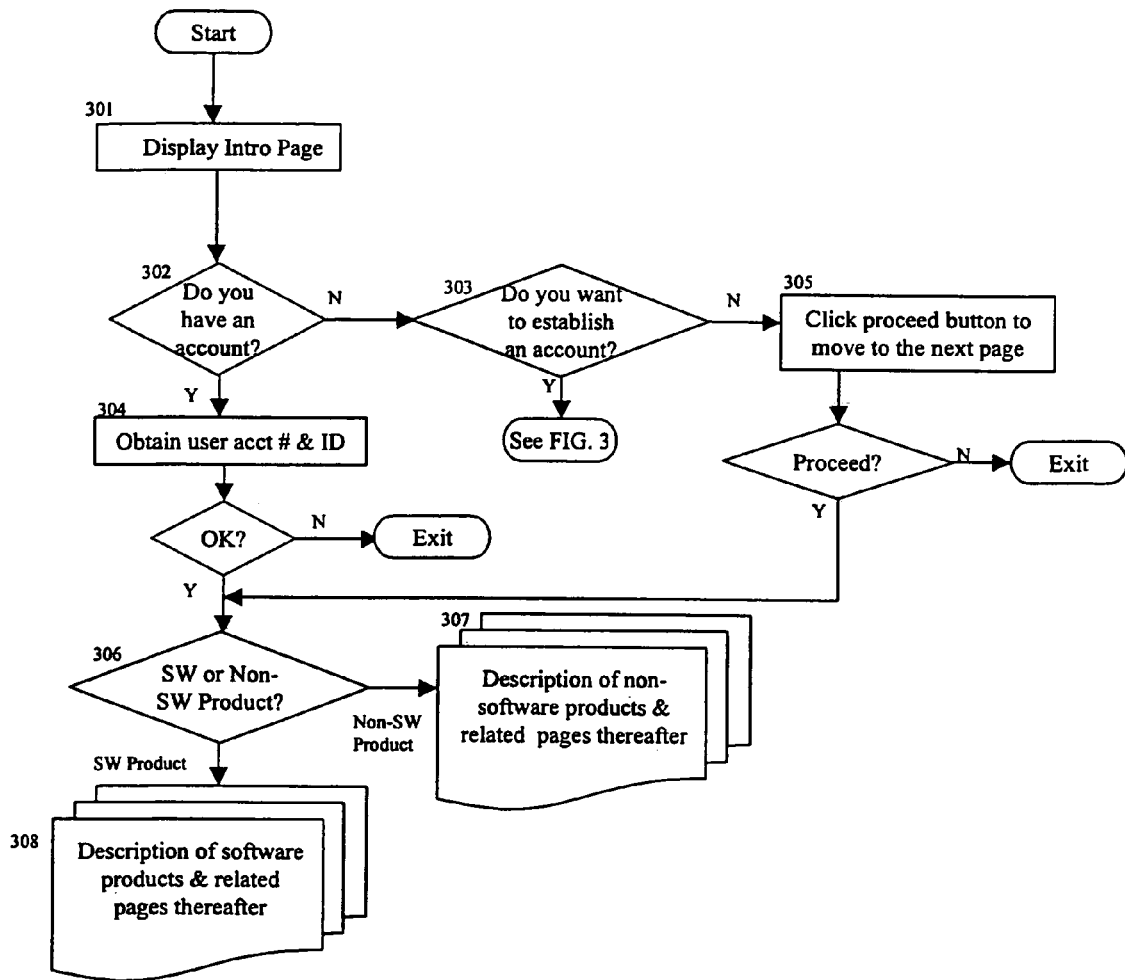 Start
301
Display Intro Page
302
Do you
have an
account?
N
Y
303
Do you want
to establish
an account?
N
Y
305
Click proceed button to
move to the next page
304
Obtain user acct # & ID
See FIG. 3
Proceed?
N
Exit
Y
OK?
N
Exit
Y
306
SW or Non-
SW Product?
Non-SW
Product
SW Product
307
Description of non-
software products &
related pages thereafter
308
Description of software
products & related
pages thereafter